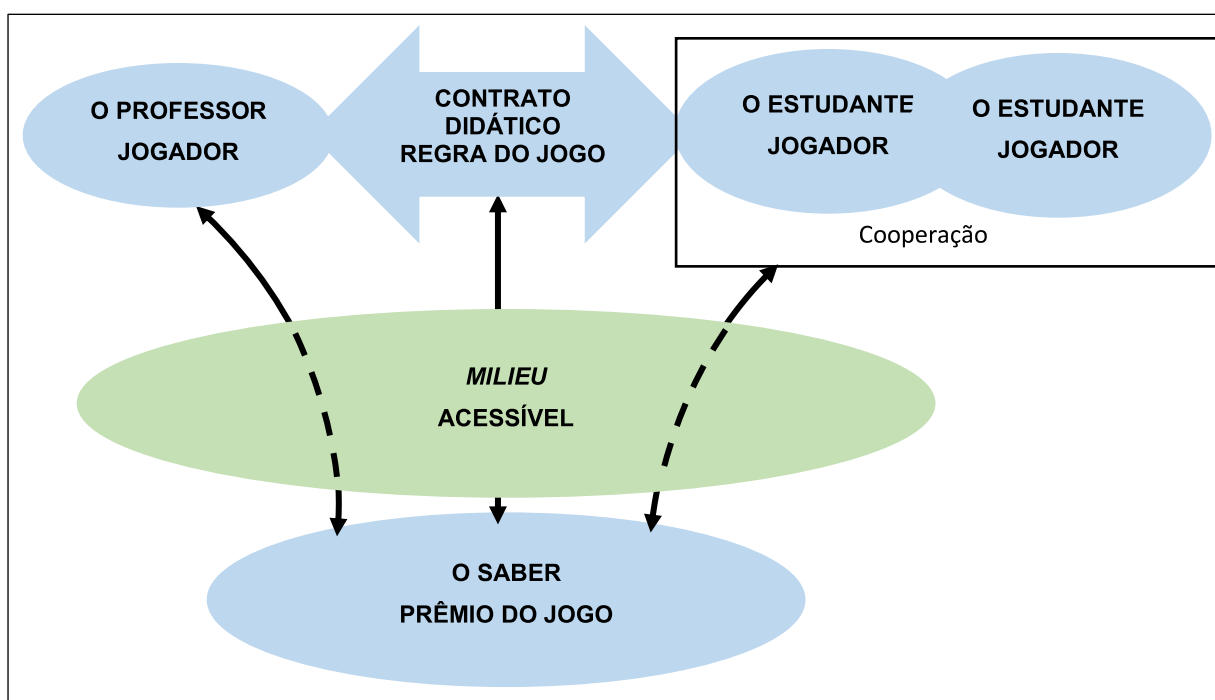 O PROFESSOR
JOGADOR
CONTRATO
DIDÁTICO
REGRA DO JOGO
O ESTUDANTE
JOGADOR
O ESTUDANTE
JOGADOR
Cooperação
MILIEU
ACESSÍVEL
O SABER
PRÊMIO DO JOGO